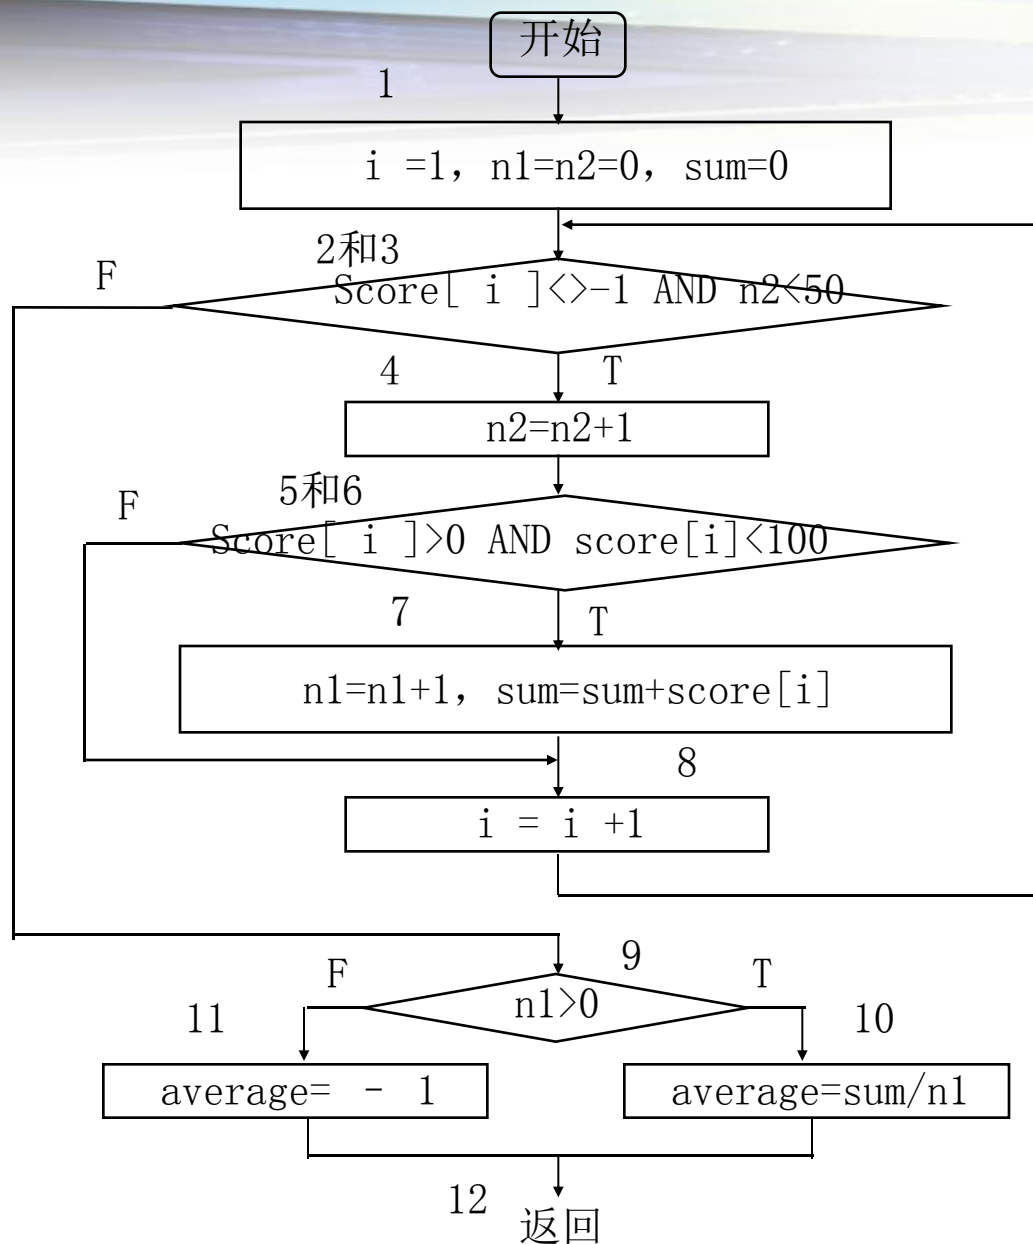 开始
1
i =1, n1=n2=0, sum=0
2和3
F
Score[ i ]<>-1 AND n2<50
4
T
n2=n2+1
5和6
F
Score[ i ]>0 AND score[i]<100
7
T
n1=n1+1, sum=sum+score[i]
8
i = i +1
9
F
T
n1>0
11
10
average= - 1
average=sum/n1
12
返回